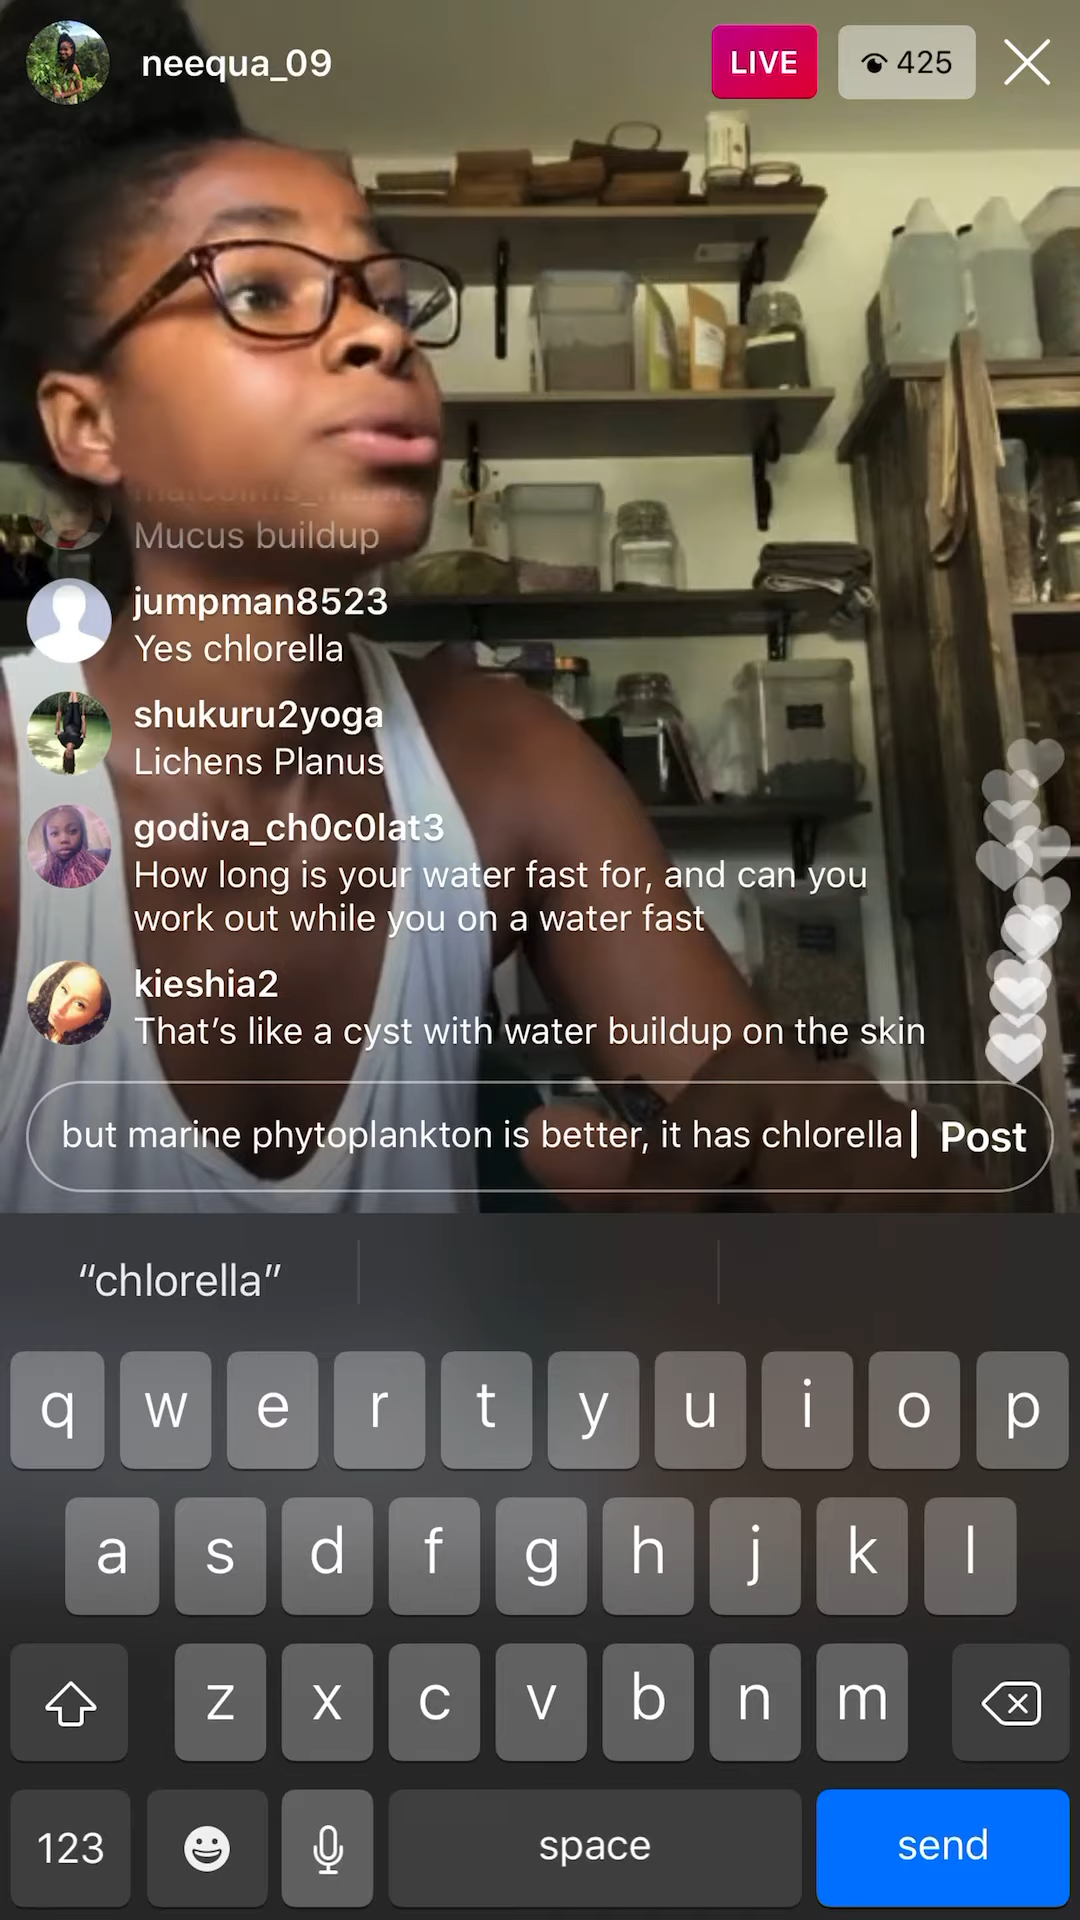 neequa_09
LIVE
425
Mucus buildup
jumpman8523
Yes chlorella
shukuru2yoga
Lichens Planus
godiva_ch0c0lat3
How long is your water fast for, and can you
work out while you on a water fast
kieshia2
That's like a cyst with water buildup on the skin
but marine phytoplankton is better, it has chlorella
Post
“chlorella”
q w e r t y u i o p
a s d f g h j k l
z x c v b n m
123
space
send